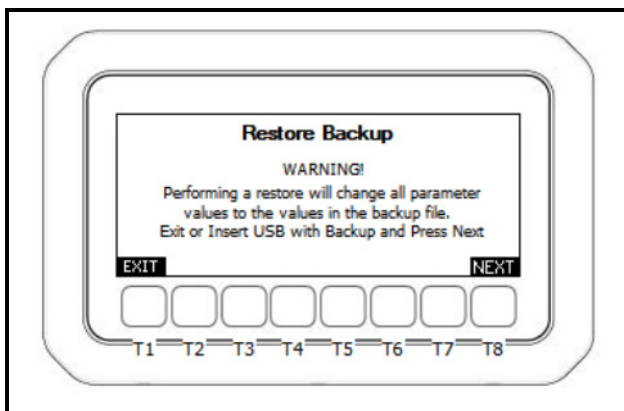 Restore Backup
WARNING!
Performing a restore will change all parameter
values to the values in the backup file.
Exit or Insert USB with Backup and Press Next
EXIT NEXT
T1 T2 T3 T4 T5 T6 T7 T8